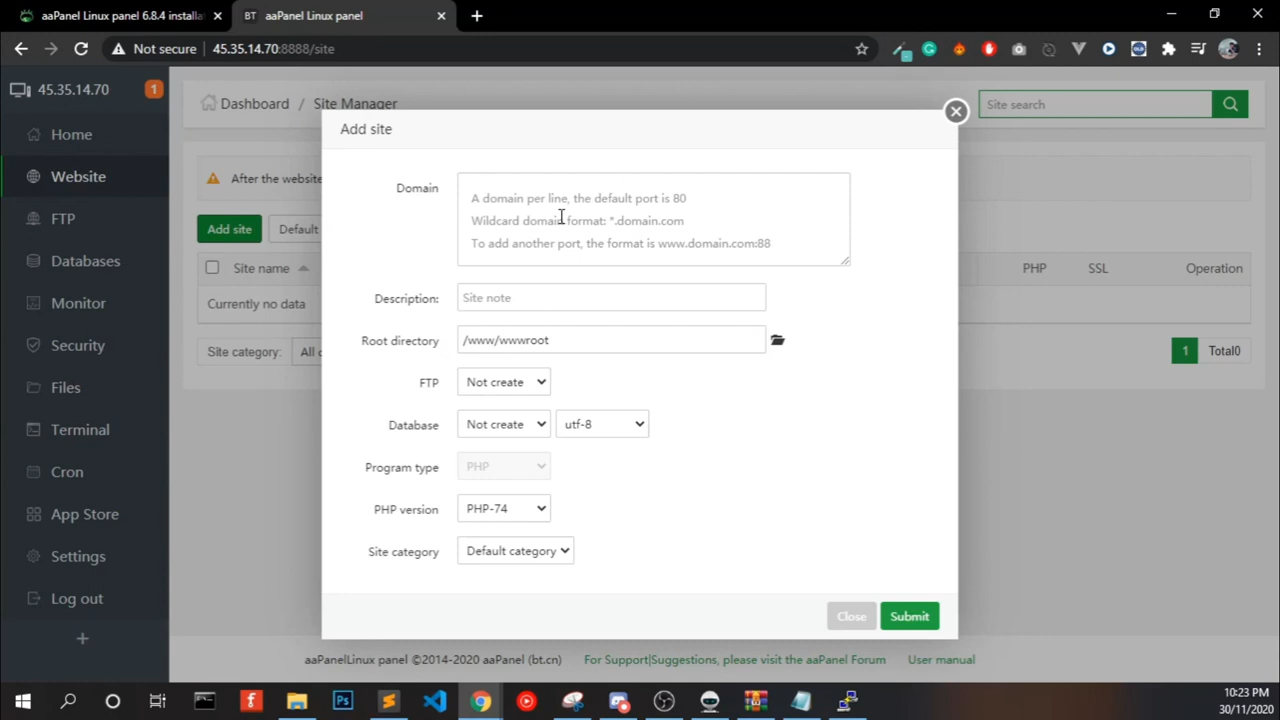 aaPanel Linux panel 6.8.4 installa
BT aaPanel Linux panel
Not secure 45.35.14.70:8888/site
45.35.14.70 1
Home
Website
FTP
Databases
Monitor
Security
Files
Terminal
Cron
App Store
Settings
Log out
Dashboard / Site Manager
Site search
After the website
Add site
Default
Site name
PHP SSL Operation
Currently no data
Site category: All c
1 Total0
Add site
Domain
A domain per line, the default port is 80
Wildcard domain format: *.domain.com
To add another port, the format is www.domain.com:88
Description: Site note
Root directory /www/wwwroot
FTP Not create
Database Not create utf-8
Program type PHP
PHP version PHP-74
Site category Default category
Close Submit
aaPanelLinux panel ©2014-2020 aaPanel (bt.cn) For Support|Suggestions, please visit the aaPanel Forum User manual
10:23 PM
30/11/2020